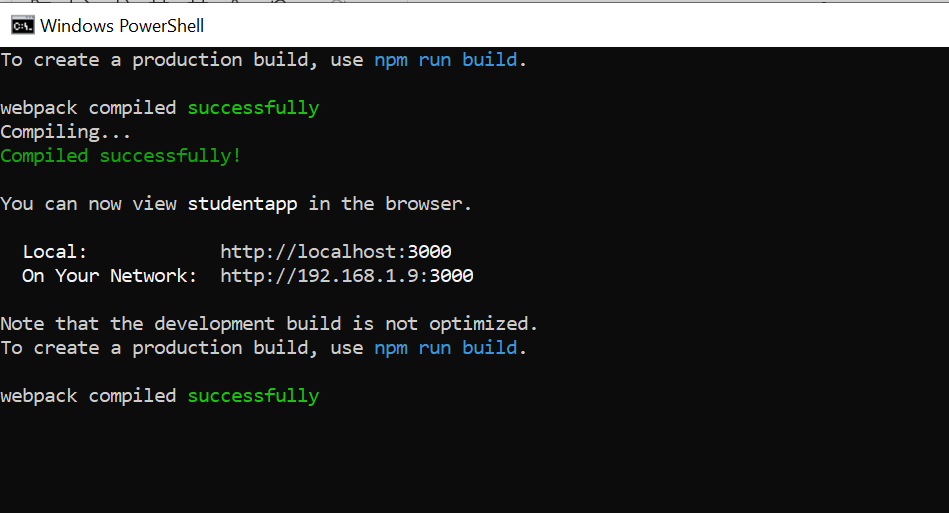 Windows PowerShell
To create a production build, use npm run build.
webpack compiled successfully
Compiling...
Compiled successfully!
You can now view studentapp in the browser.
Local: http://localhost:3000
On Your Network: http://192.168.1.9:3000
Note that the development build is not optimized.
To create a production build, use npm run build.
webpack compiled successfully